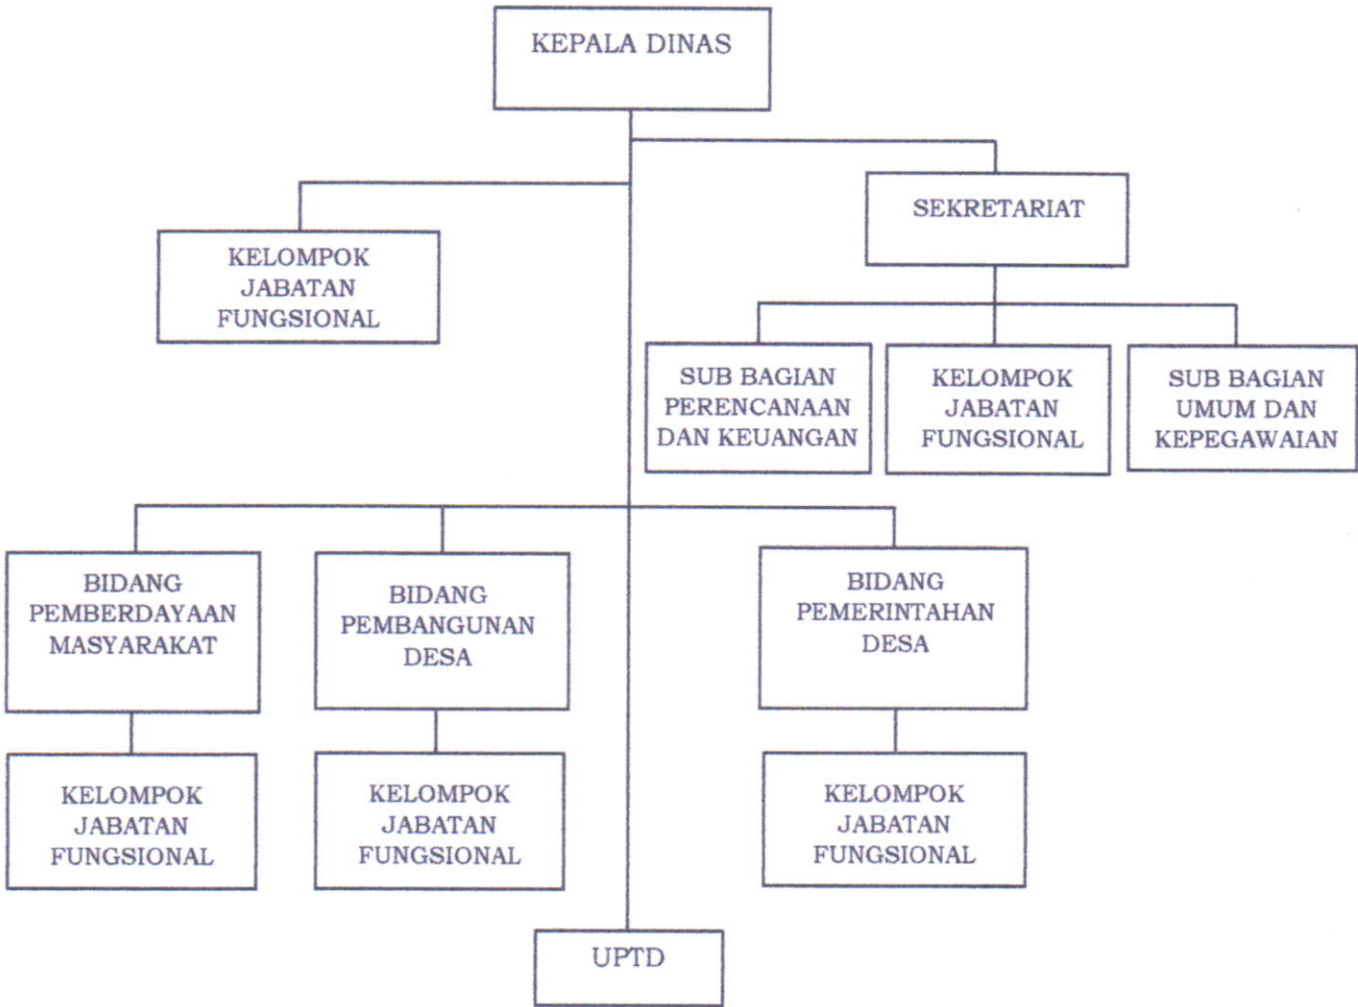 KEPALA DINAS
SEKRETARIAT
KELOMPOK
JABATAN
FUNGSIONAL
SUB BAGIAN
PERENCANAAN
DAN KEUANGAN
KELOMPOK
JABATAN
FUNGSIONAL
SUB BAGIAN
UMUM DAN
KEPEGAWAIAN
BIDANG
PEMBERDAYAAN
MASYARAKAT
BIDANG
PEMBANGUNAN
DESA
BIDANG
PEMERINTAHAN
DESA
KELOMPOK
JABATAN
FUNGSIONAL
KELOMPOK
JABATAN
FUNGSIONAL
KELOMPOK
JABATAN
FUNGSIONAL
UPTD